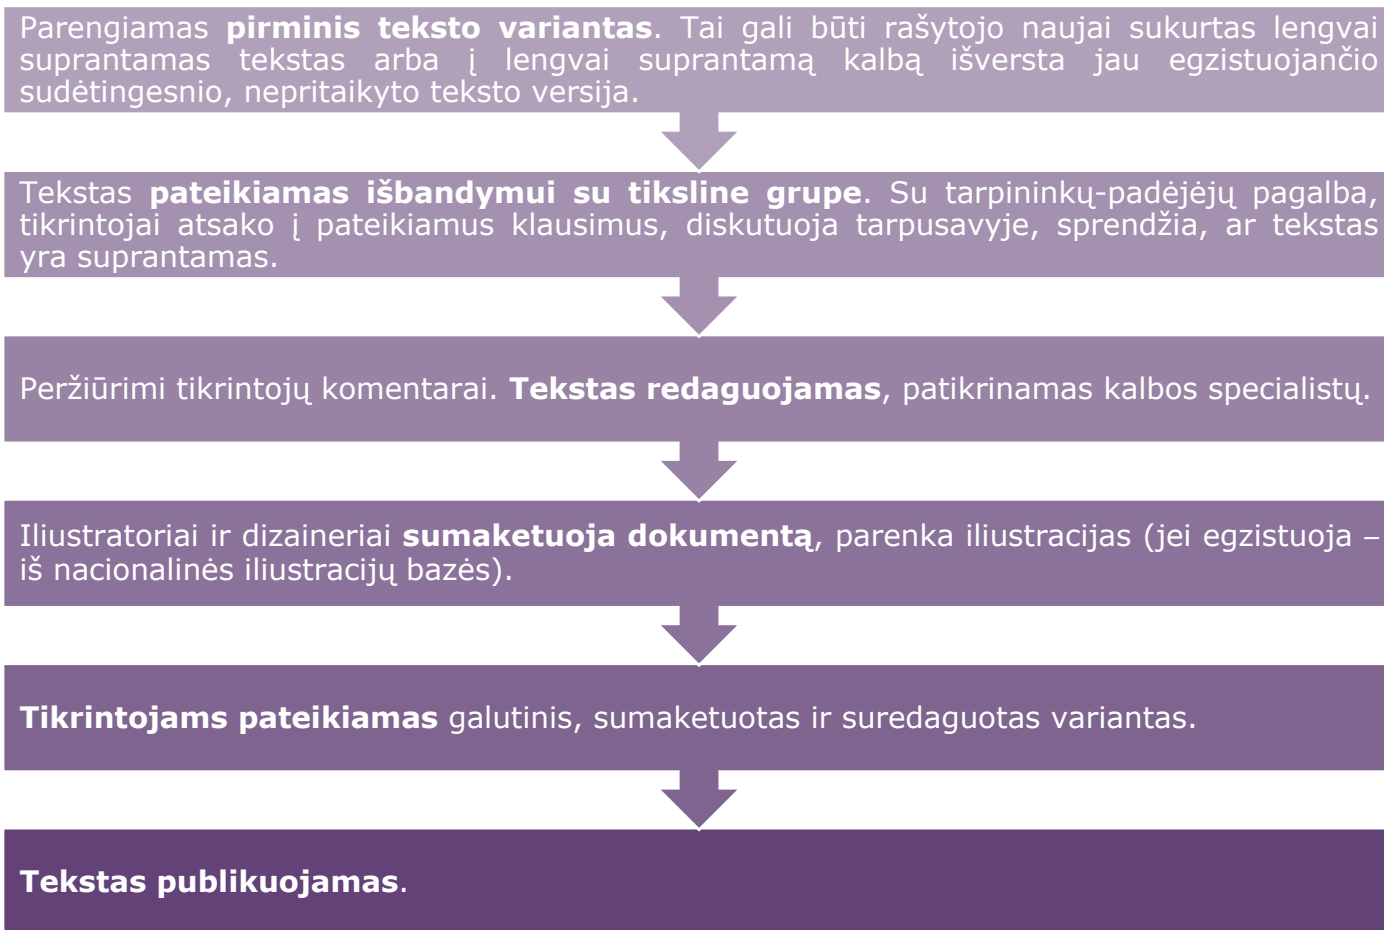 Parengiamas pirminis teksto variantas. Tai gali būti rašytojo naujai sukurtas lengvai
suprantamas tekstas arba į lengvai suprantamą kalbą išversta jau egzistuojančio
sudėtingesnio, nepritaikyto teksto versija.
Tekstas pateikiamas išbandymui su tiksline grupe. Su tarpininkų-padėjėjų pagalba,
tikrintojai atsako į pateikiamus klausimus, diskutuoja tarpusavyje, sprendžia, ar tekstas
yra suprantamas.
Peržiūrimi tikrintojų komentarai. Tekstas redaguojamas, patikrinamas kalbos specialistų.
Iliustratoriai ir dizaineriai sumaketuoja dokumentą, parenka iliustracijas (jei egzistuoja –
iš nacionalinės iliustracijų bazės).
Tikrintojams pateikiamas galutinis, sumaketuotas ir suredaguotas variantas.
Tekstas publikuojamas.